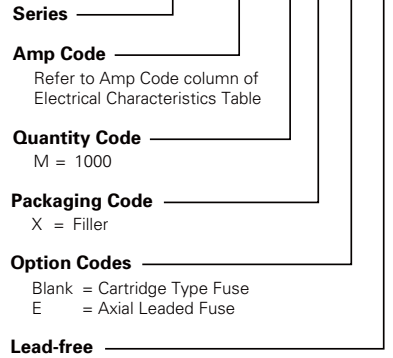 Series
Amp Code
Refer to Amp Code column of
Electrical Characteristics Table
Quantity Code
M = 1000
Packaging Code
X = Filler
Option Codes
Blank = Cartridge Type Fuse
E = Axial Leaded Fuse
Lead-free